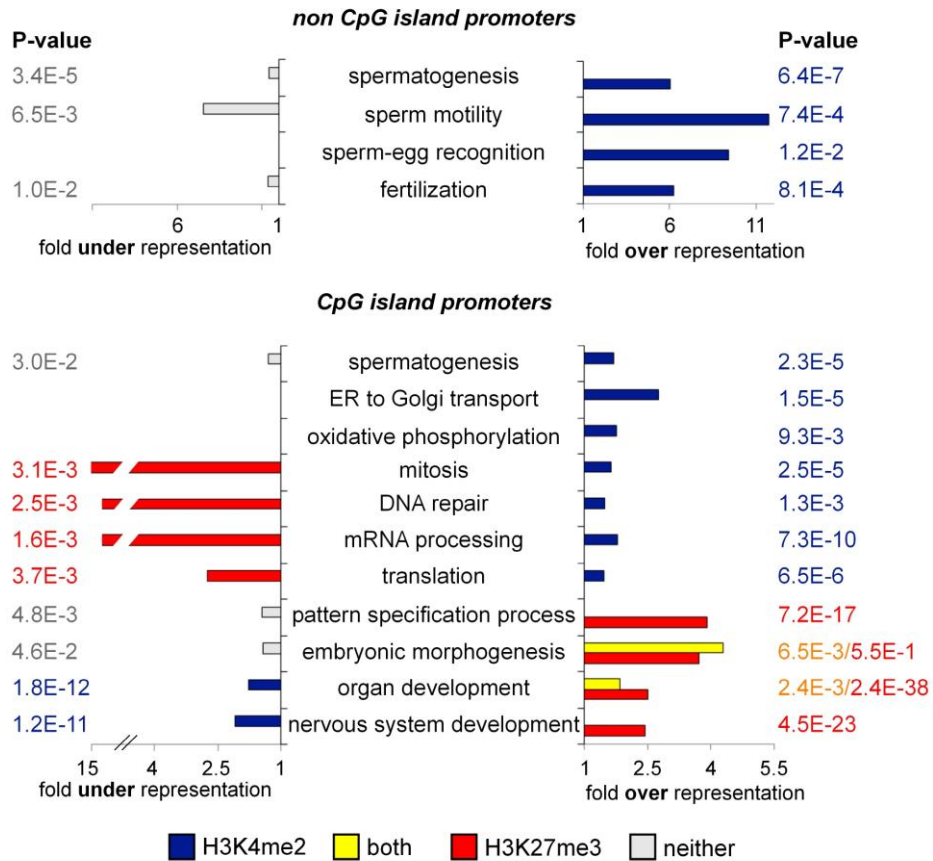 non CpG island promoters
P-value P-value
3.4E-5 spermatogenesis 6.4E-7
6.5E-3 sperm motility 7.4E-4
sperm-egg recognition 1.2E-2
1.0E-2 fertilization 8.1E-4
6 1 1 6 11
fold under representation fold over representation
CpG island promoters
3.0E-2 spermatogenesis 2.3E-5
ER to Golgi transport 1.5E-5
oxidative phosphorylation 9.3E-3
3.1E-3 mitosis 2.5E-5
2.5E-3 DNA repair 1.3E-3
1.6E-3 mRNA processing 7.3E-10
3.7E-3 translation 6.5E-6
4.8E-3 pattern specification process 7.2E-17
4.6E-2 embryonic morphogenesis 6.5E-3/5.5E-1
1.8E-12 organ development 2.4E-3/2.4E-38
1.2E-11 nervous system development 4.5E-23
15 4 2.5 1 1 2.5 4 5.5
fold under representation fold over representation
H3K4me2 both H3K27me3 neither